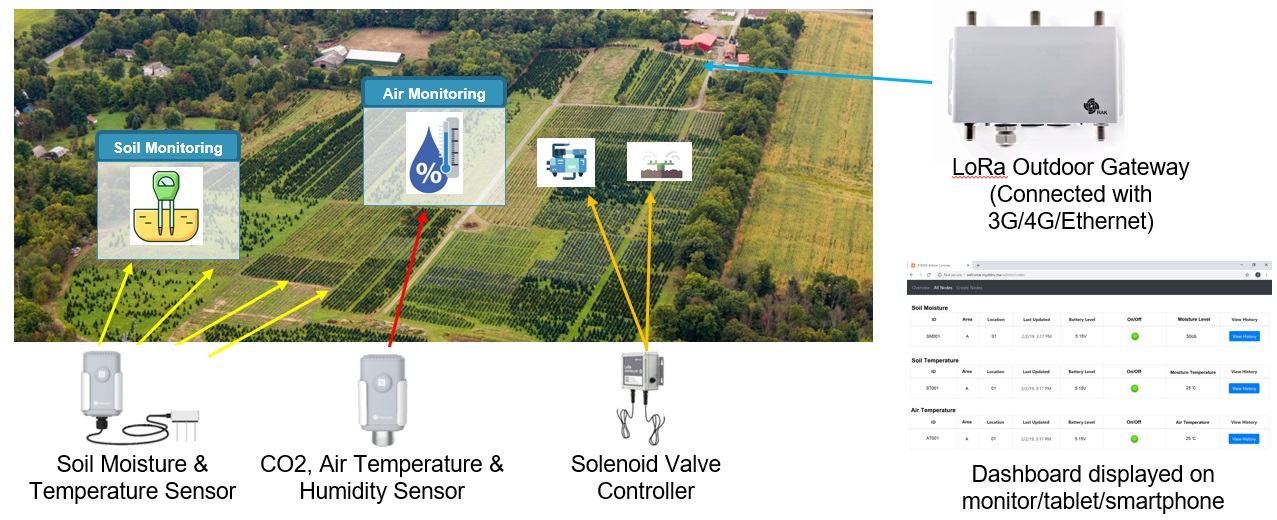 Soil Monitoring
Air Monitoring
%
RAK
LoRa Outdoor Gateway
(Connected with
3G/4G/Ethernet)
Soil Moisture &
Temperature Sensor
CO2, Air Temperature &
Humidity Sensor
Solenoid Valve
Controller
Overview All Nodes Create Nodes
Soil Moisture
ID Area Location Last Updated Battery Level On/Off Moisture Level View History
SM001 A 01 2/2/19, 3:17 PM 5.15V 50cb View History
Soil Temperature
ID Area Location Last Updated Battery Level On/Off Moisture Temperature View History
ST001 A 01 2/2/19, 3:17 PM 5.15V 25 °C View History
Air Temperature
ID Area Location Last Updated Battery Level On/Off Air Temperature View History
AT001 A 01 2/2/19, 3:17 PM 5.15V 25 °C View History
Dashboard displayed on
monitor/tablet/smartphone